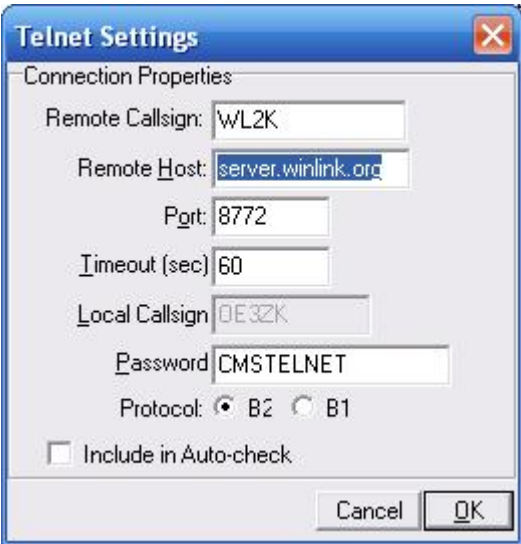 Telnet Settings
Connection Properties
Remote Callsign: WL2K
Remote Host: server.winlink.org
Port: 8772
Timeout (sec) 60
Local Callsign OE3ZK
Password CMSTELNET
Protocol: B2 B1
Include in Auto-check
Cancel OK